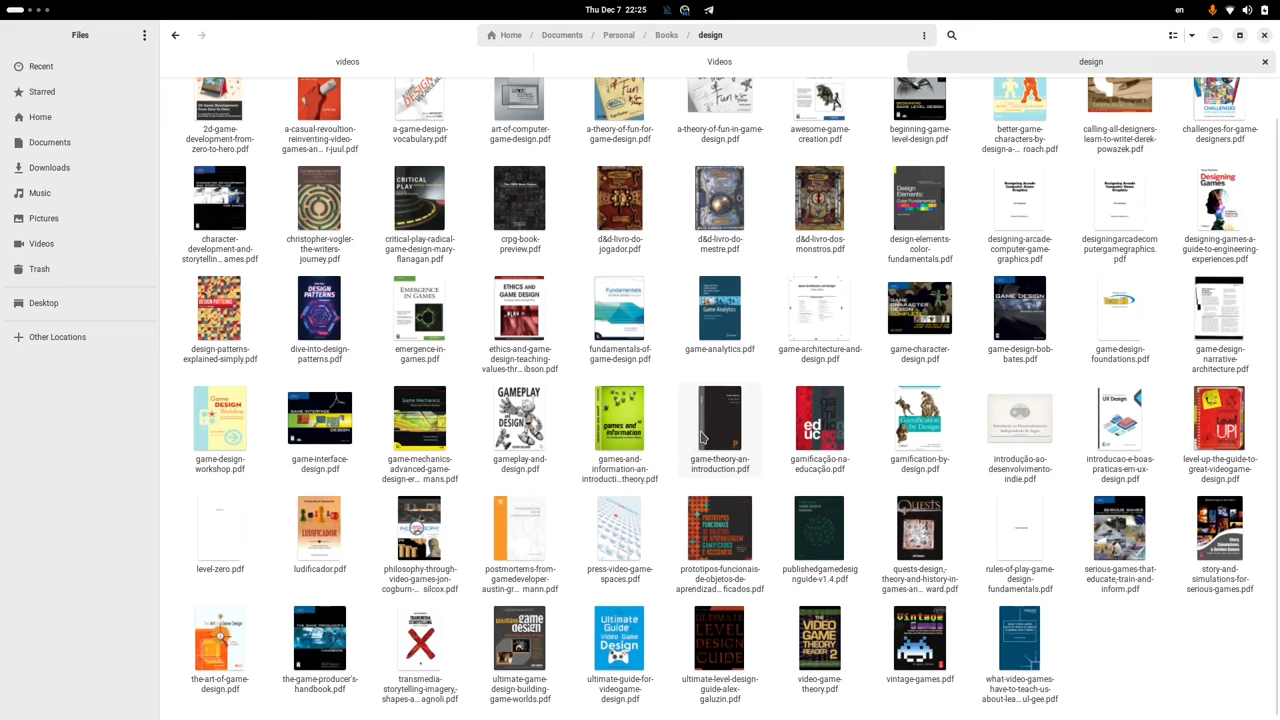 Thu Dec 7  22:25
en
Files
Home / Documents / Personal / Books / design
Recent
Starred
Home
Documents
Downloads
Music
Pictures
Videos
Trash
Desktop
Other Locations
videos
Videos
design
2d-game-
development-from-
zero-to-hero.pdf
a-casual-revoultion-
reinventing-video-
games-an… r-juul.pdf
a-game-design-
vocabulary.pdf
art-of-computer-
game-design.pdf
a-theory-of-fun-for-
game-design.pdf
a-theory-of-fun-in-game-
design.pdf
awesome-game-
creation.pdf
beginning-game-
level-design.pdf
better-game-
characters-by-
design-a-… roach.pdf
calling-all-designers-
learn-to-write!-derek-
powazek.pdf
challenges-for-game-
designers.pdf
character-
development-and-
storytellin… ames.pdf
christopher-vogler-
the-writers-
journey.pdf
critical-play-radical-
game-design-mary-
flanagan.pdf
crpg-book-
preview.pdf
d&d-livro-do-
jogador.pdf
d&d-livro-do-
mestre.pdf
d&d-livro-dos-
monstros.pdf
design-elements-
color-
fundamentals.pdf
designing-arcade-
computer-game-
graphics.pdf
designingarcadecom
putergamegraphics.
pdf
designing-games-a-
guide-to-engineering-
experiences.pdf
design-patterns-
explained-simply.pdf
dive-into-design-
patterns.pdf
emergence-in-
games.pdf
ethics-and-game-
design-teaching-
values-thr… ibson.pdf
fundamentals-of-
game-design.pdf
game-analytics.pdf
game-architecture-and-
design.pdf
game-character-
design.pdf
game-design-bob-
bates.pdf
game-design-
foundations.pdf
game-design-
narrative-
architecture.pdf
game-design-
workshop.pdf
game-interface-
design.pdf
game-mechanics-
advanced-game-
design-er… mans.pdf
gameplay-and-
design.pdf
games-and-
information-an-
introducti…theory.pdf
game-theory-an-
introduction.pdf
gamificação-na-
educação.pdf
gamification-by-
design.pdf
introdução-ao-
desenvolvimento-
indie.pdf
introducao-e-boas-
praticas-em-ux-
design.pdf
level-up-the-guide-to-
great-videogame-
design.pdf
level-zero.pdf
ludificador.pdf
philosophy-through-
video-games-jon-
cogburn-… silcox.pdf
postmortems-from-
gamedeveloper-
austin-gr… mann.pdf
press-video-game-
spaces.pdf
prototipos-funcionais-
de-objetos-de-
aprendizad… ficados.pdf
publishedgamedesig
nguide-v1.4.pdf
quests-design,-
theory-and-history-in-
games-an… ward.pdf
rules-of-play-game-
design-
fundamentals.pdf
serious-games-that-
educate,-train-and-
inform.pdf
story-and-
simulations-for-
serious-games.pdf
the-art-of-game-
design.pdf
the-game-producer's-
handbook.pdf
transmedia-
storytelling-imagery,-
shapes-a… agnoli.pdf
ultimate-game-
design-building-
game-worlds.pdf
ultimate-guide-for-
videogame-
design.pdf
ultimate-level-design-
guide-alex-
galuzin.pdf
video-game-
theory.pdf
vintage-games.pdf
what-video-games-
have-to-teach-us-
about-lea… ul-gee.pdf